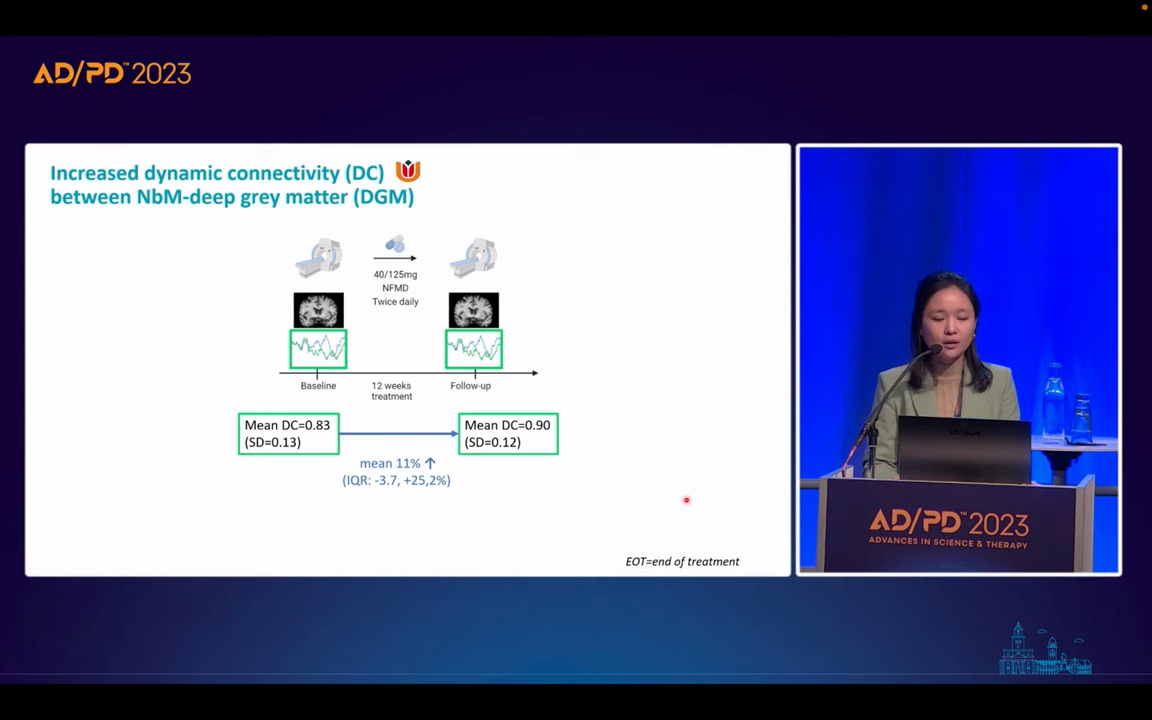 AD/PD™ 2023
Increased dynamic connectivity (DC)
between NbM-deep grey matter (DGM)
40/125mg
NFMD
Twice daily
Baseline
12 weeks
treatment
Follow-up
Mean DC=0.83
(SD=0.13)
Mean DC=0.90
(SD=0.12)
mean 11% ↑
(IQR: -3.7, +25,2%)
EOT=end of treatment
AD/PD™ 2023
ADVANCES IN SCIENCE & THERAPY